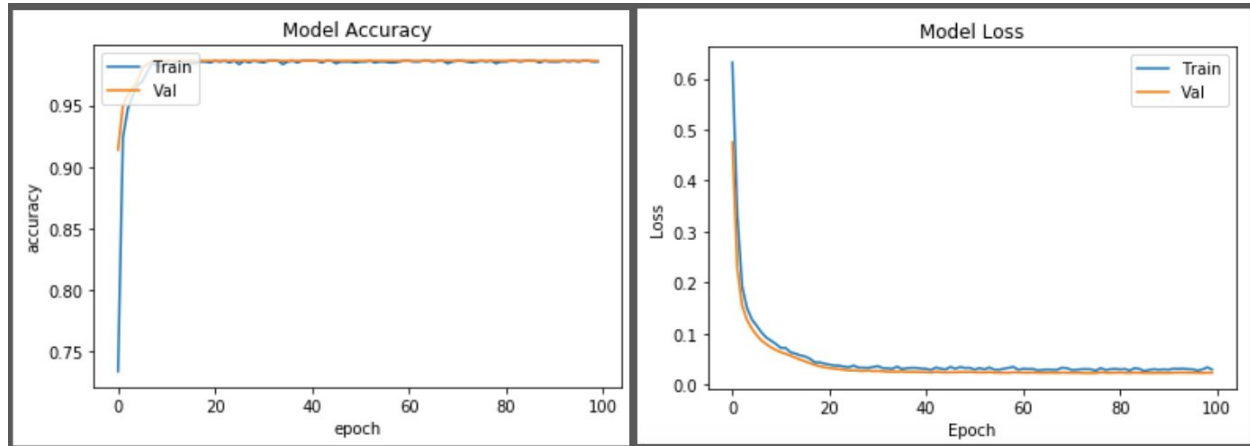 Model Accuracy
Train
Val
0.95
0.90
0.85
0.80
0.75
accuracy
0 20 40 60 80 100
epoch
Model Loss
Train
Val
0.6
0.5
0.4
0.3
0.2
0.1
0.0
Loss
0 20 40 60 80 100
Epoch